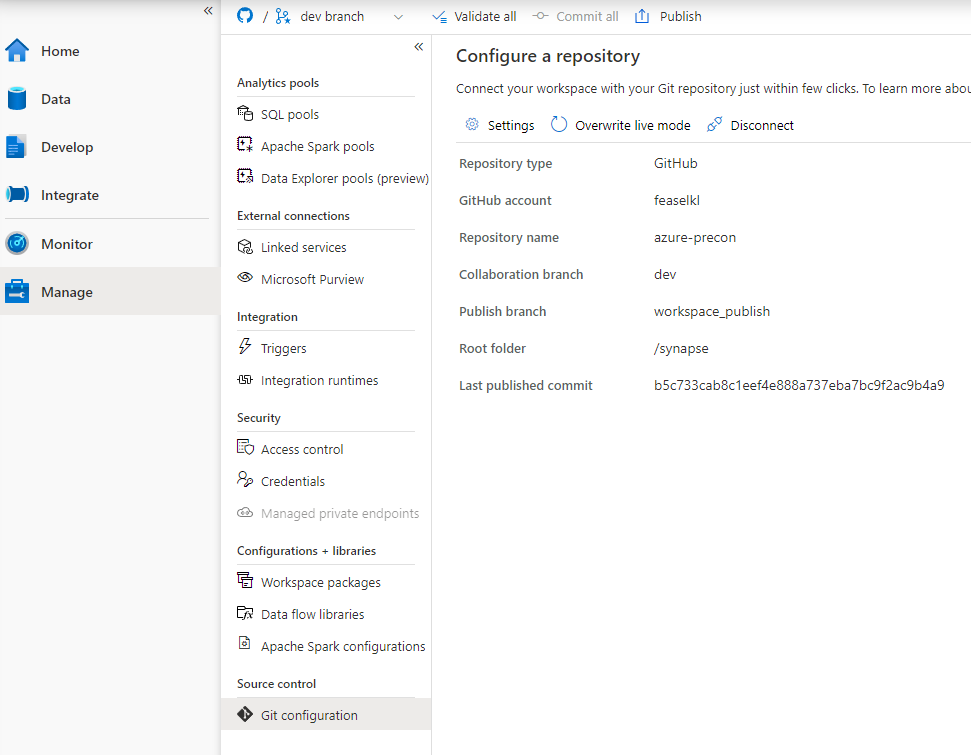 «
Home
Data
Develop
Integrate
Monitor
Manage
/ dev branch
Validate all
Commit all
Publish
«
Analytics pools
SQL pools
Apache Spark pools
Data Explorer pools (preview)
External connections
Linked services
Microsoft Purview
Integration
Triggers
Integration runtimes
Security
Access control
Credentials
Managed private endpoints
Configurations + libraries
Workspace packages
Data flow libraries
Apache Spark configurations
Source control
Git configuration
Configure a repository
Connect your workspace with your Git repository just within few clicks. To learn more abou
Settings
Overwrite live mode
Disconnect
Repository type GitHub
GitHub account feaselkl
Repository name azure-precon
Collaboration branch dev
Publish branch workspace_publish
Root folder /synapse
Last published commit b5c733cab8c1eef4e888a737eba7bc9f2ac9b4a9